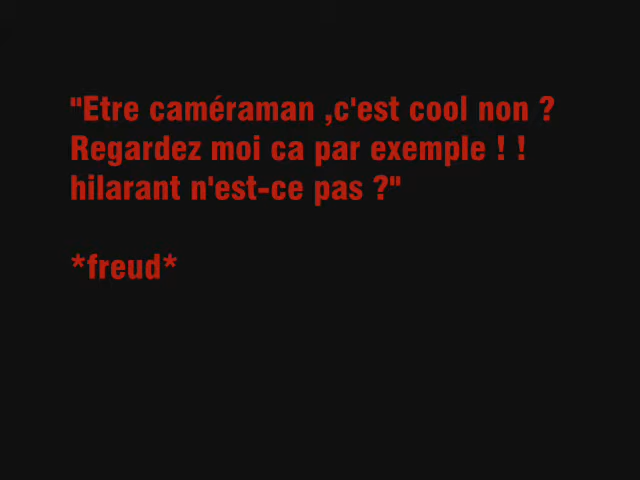 "Etre caméraman ,c'est cool non ?
Regardez moi ca par exemple ! !
hilarant n'est-ce pas ?"
*freud*